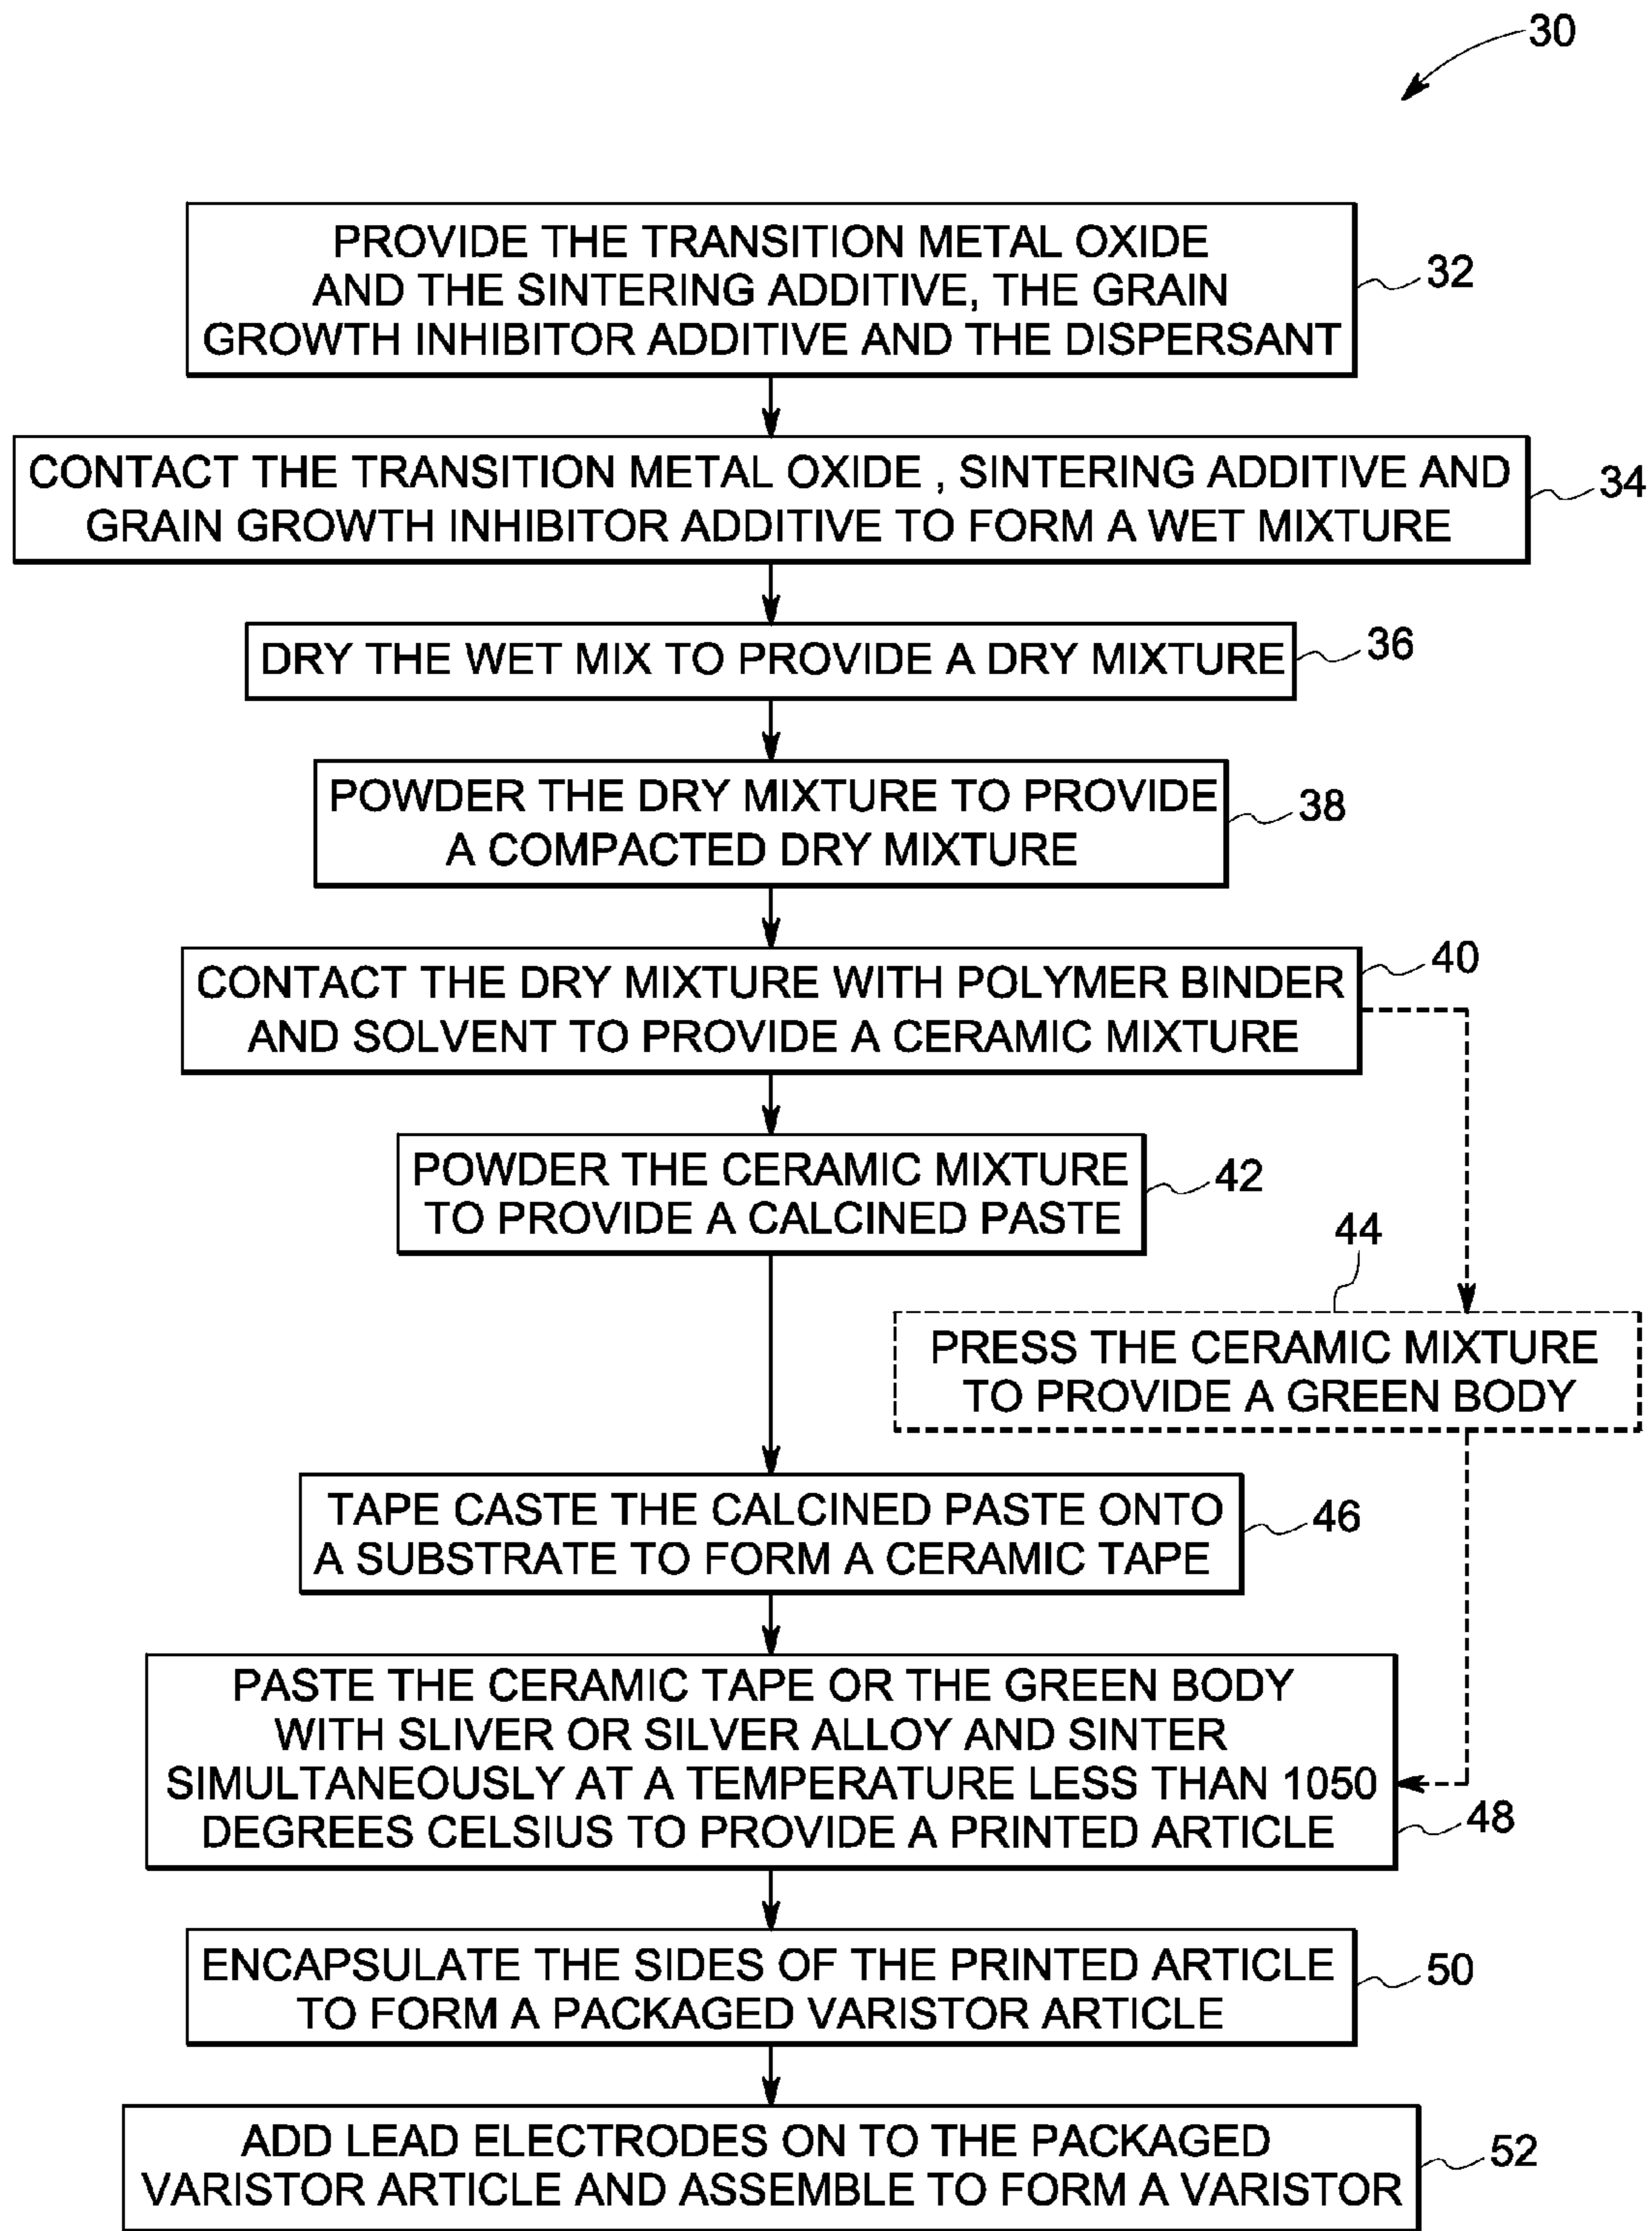 30
PROVIDE THE TRANSITION METAL OXIDE
AND THE SINTERING ADDITIVE, THE GRAIN
GROWTH INHIBITOR ADDITIVE AND THE DISPERSANT
32
CONTACT THE TRANSITION METAL OXIDE , SINTERING ADDITIVE AND
GRAIN GROWTH INHIBITOR ADDITIVE TO FORM A WET MIXTURE
34
DRY THE WET MIX TO PROVIDE A DRY MIXTURE
36
POWDER THE DRY MIXTURE TO PROVIDE
A COMPACTED DRY MIXTURE
38
CONTACT THE DRY MIXTURE WITH POLYMER BINDER
AND SOLVENT TO PROVIDE A CERAMIC MIXTURE
40
POWDER THE CERAMIC MIXTURE
TO PROVIDE A CALCINED PASTE
42
44
PRESS THE CERAMIC MIXTURE
TO PROVIDE A GREEN BODY
TAPE CASTE THE CALCINED PASTE ONTO
A SUBSTRATE TO FORM A CERAMIC TAPE
46
PASTE THE CERAMIC TAPE OR THE GREEN BODY
WITH SLIVER OR SILVER ALLOY AND SINTER
SIMULTANEOUSLY AT A TEMPERATURE LESS THAN 1050
DEGREES CELSIUS TO PROVIDE A PRINTED ARTICLE
48
ENCAPSULATE THE SIDES OF THE PRINTED ARTICLE
TO FORM A PACKAGED VARISTOR ARTICLE
50
ADD LEAD ELECTRODES ON TO THE PACKAGED
VARISTOR ARTICLE AND ASSEMBLE TO FORM A VARISTOR
52